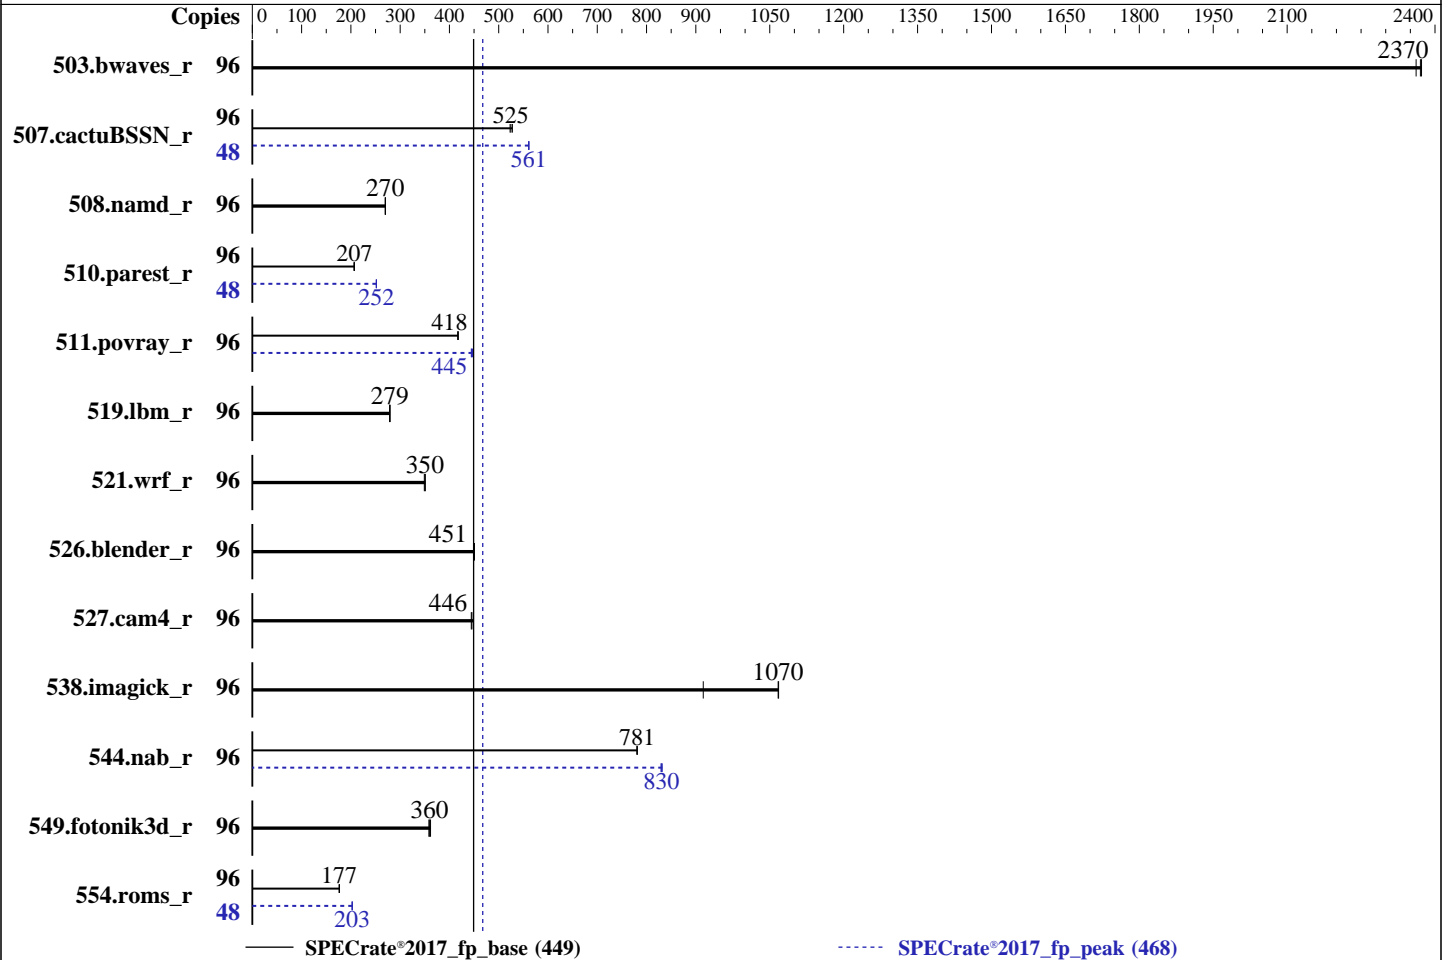 Copies 0 100 200 300 400 500 600 700 800 900 1050 1200 1350 1500 1650 1800 1950 2100 2400
503.bwaves_r 96 2370
507.cactuBSSN_r 96 525
48 561
508.namd_r 96 270
510.parest_r 96 207
48 252
511.povray_r 96 418
445
519.lbm_r 96 279
521.wrf_r 96 350
526.blender_r 96 451
527.cam4_r 96 446
538.imagick_r 96 1070
544.nab_r 96 781
830
549.fotonik3d_r 96 360
554.roms_r 96 177
48 203
SPECrate®2017_fp_base (449) SPECrate®2017_fp_peak (468)